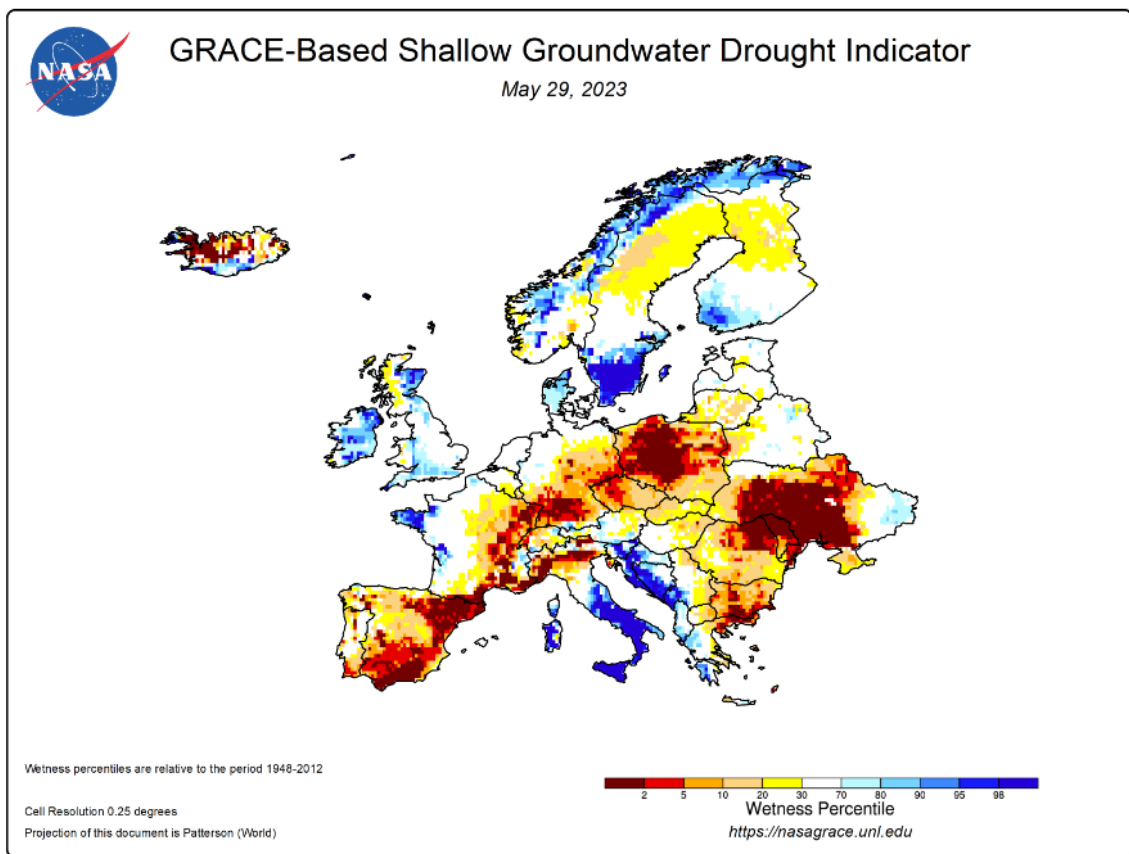 NASA
GRACE-Based Shallow Groundwater Drought Indicator
May 29, 2023
Wetness percentiles are relative to the period 1948-2012
Cell Resolution 0.25 degrees
Projection of this document is Patterson (World)
2 5 10 20 30 70 80 90 95 98
Wetness Percentile
https://nasagrace.unl.edu